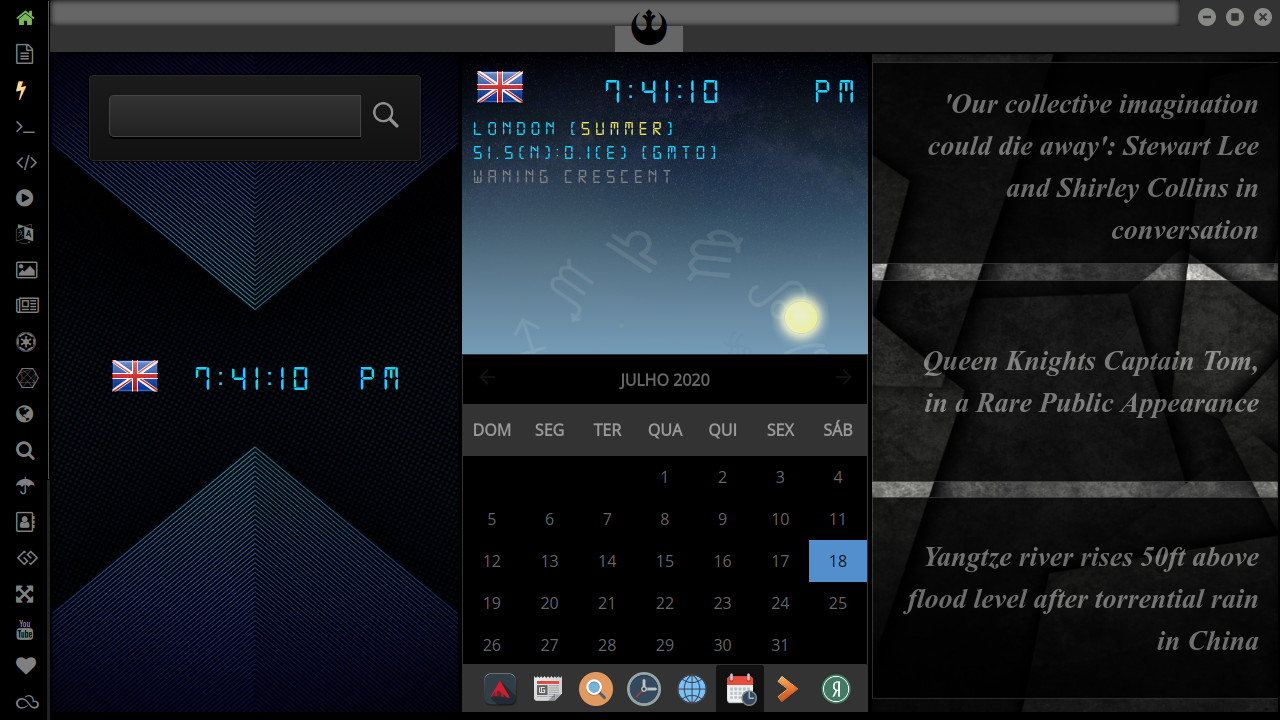 7:41:10 PM
7:41:10 PM
LONDON (SUMMER)
51.5(N):0.1(E) (GMT0)
WANING CRESCENT
JULHO 2020
DOM SEG TER QUA QUI SEX SÁB
1 2 3 4
5 6 7 8 9 10 11
12 13 14 15 16 17 18
19 20 21 22 23 24 25
26 27 28 29 30 31
'Our collective imagination
could die away': Stewart Lee
and Shirley Collins in
conversation
Queen Knights Captain Tom,
in a Rare Public Appearance
Yangtze river rises 50ft above
flood level after torrential rain
in China
You
Tube